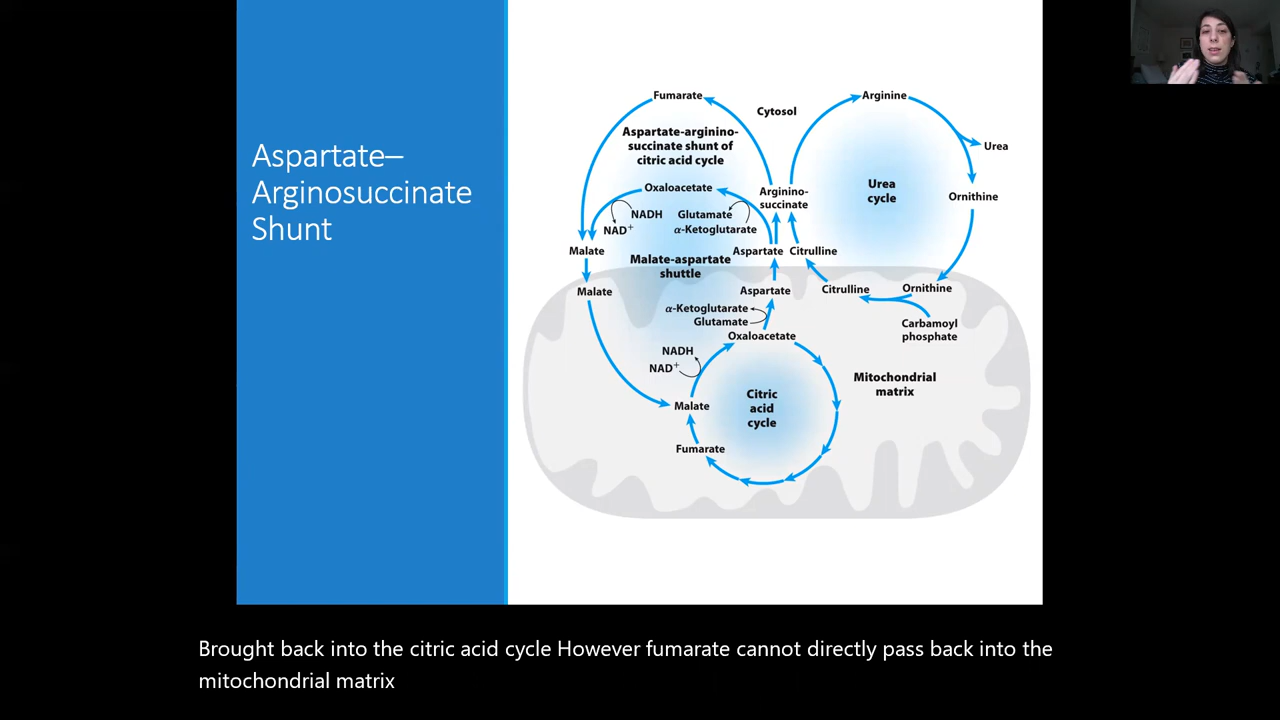 Aspartate–
Arginosuccinate
Shunt
Fumarate
Cytosol
Arginine
Aspartate-arginino-
succinate shunt of
citric acid cycle
Urea
Oxaloacetate
Arginino-
succinate
Urea
cycle
Ornithine
NADH
NAD+
Glutamate
α-Ketoglutarate
Malate
Malate-aspartate
shuttle
Aspartate
Citrulline
Malate
Aspartate
Citrulline
Ornithine
α-Ketoglutarate
Glutamate
Carbamoyl
phosphate
Oxaloacetate
NADH
NAD+
Mitochondrial
matrix
Malate
Citric
acid
cycle
Fumarate
Brought back into the citric acid cycle However fumarate cannot directly pass back into the
mitochondrial matrix